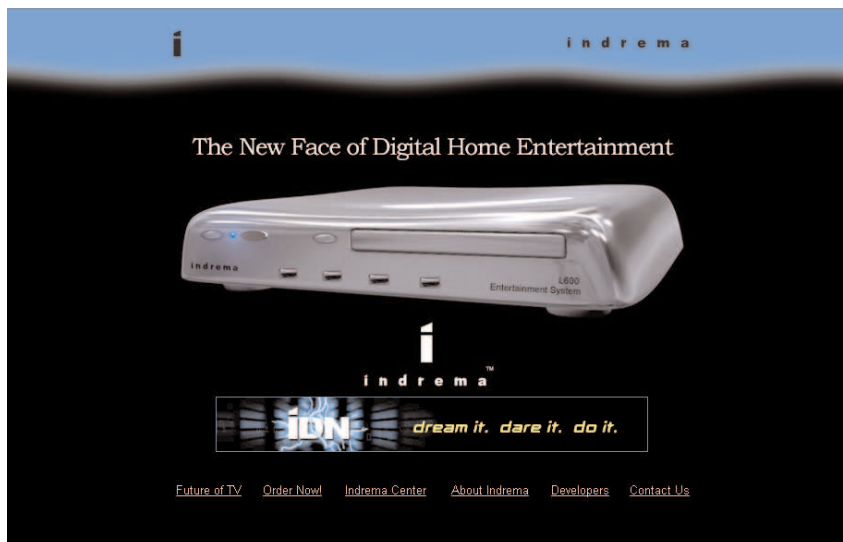 i indrema
The New Face of Digital Home Entertainment
indrema
L600
Entertainment System
i
indrema™
iDN dream it. dare it. do it.
Future of TV Order Now! Indrema Center About Indrema Developers Contact Us